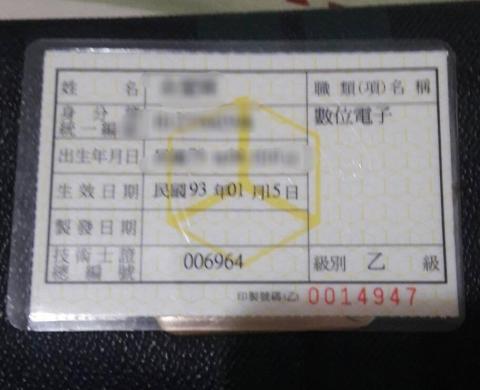 姓 名
職 類(項)名 稱
身 分 證
統一編
數位電子
出生年月日
生效日期 民國93 年01 月15 日
製發日期
技術士證
總 編 號
006964
級別 乙 級
印製號碼(乙) 0014947